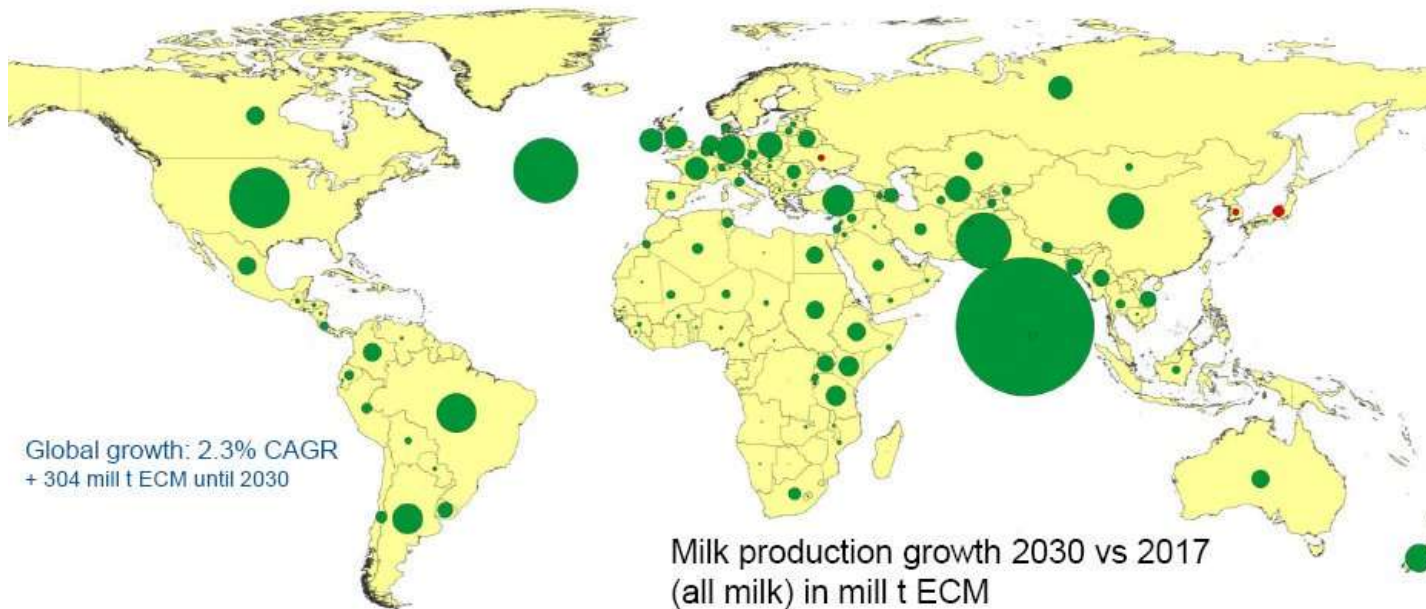 Global growth: 2.3% CAGR
+ 304 mill t ECM until 2030
Milk production growth 2030 vs 2017
(all milk) in mill t ECM